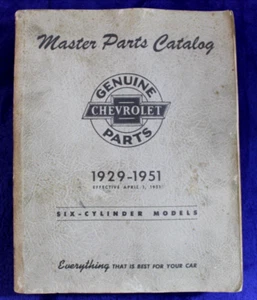 Master Parts Catalog
GENUINE
CHEVROLET
PARTS
1929-1951
EFFECTIVE APRIL 1, 1951
SIX-CYLINDER MODELS
Everything THAT IS BEST FOR YOUR CAR